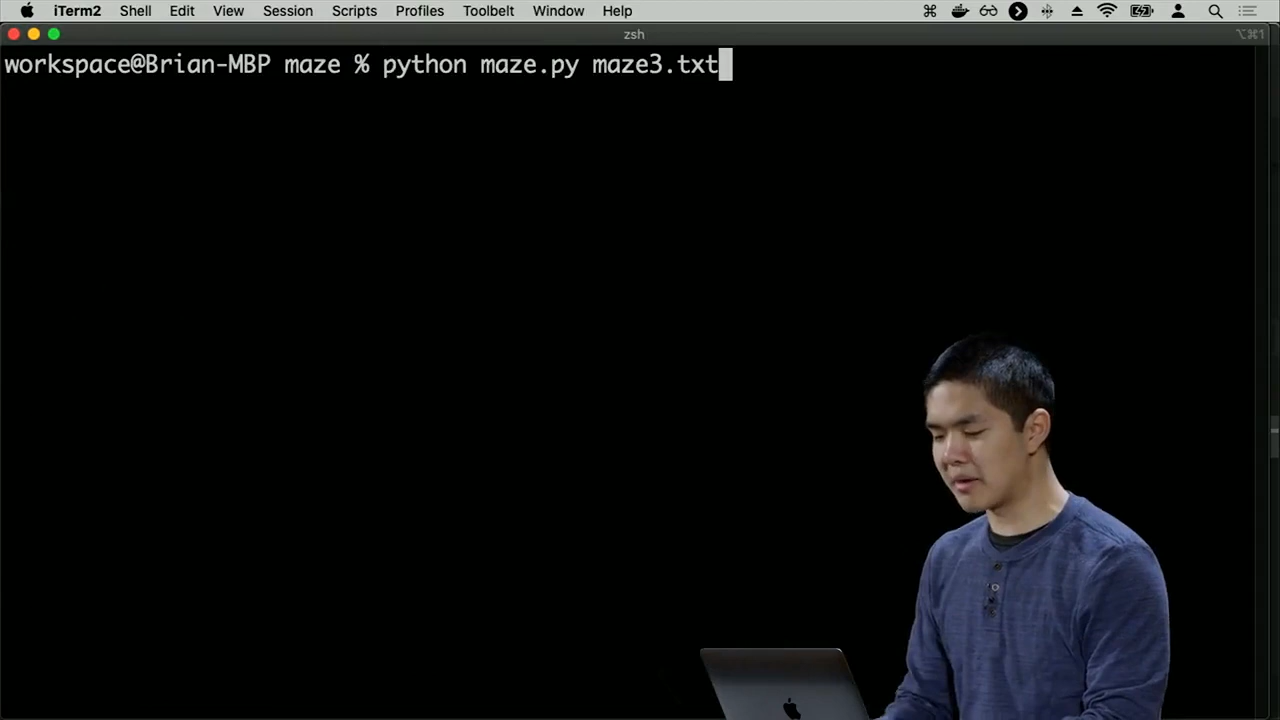 iTerm2 Shell Edit View Session Scripts Profiles Toolbelt Window Help
zsh
⌥⌘1
workspace@Brian-MBP maze % python maze.py maze3.txt